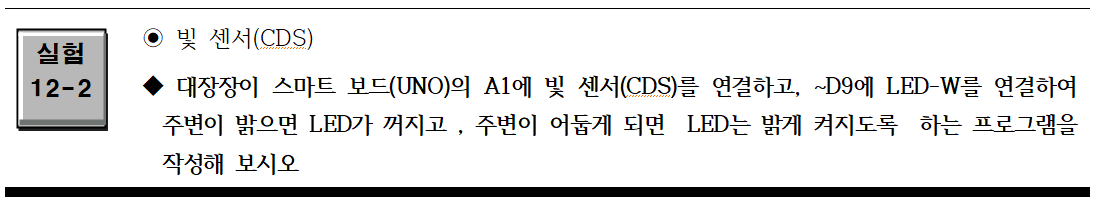 실험
12-2
◉ 빛 센서(CDS)
◆ 대장장이 스마트 보드(UNO)의 A1에 빛 센서(CDS)를 연결하고, ~D9에 LED-W를 연결하여
주변이 밝으면 LED가 꺼지고 , 주변이 어둡게 되면 LED는 밝게 켜지도록 하는 프로그램을
작성해 보시오